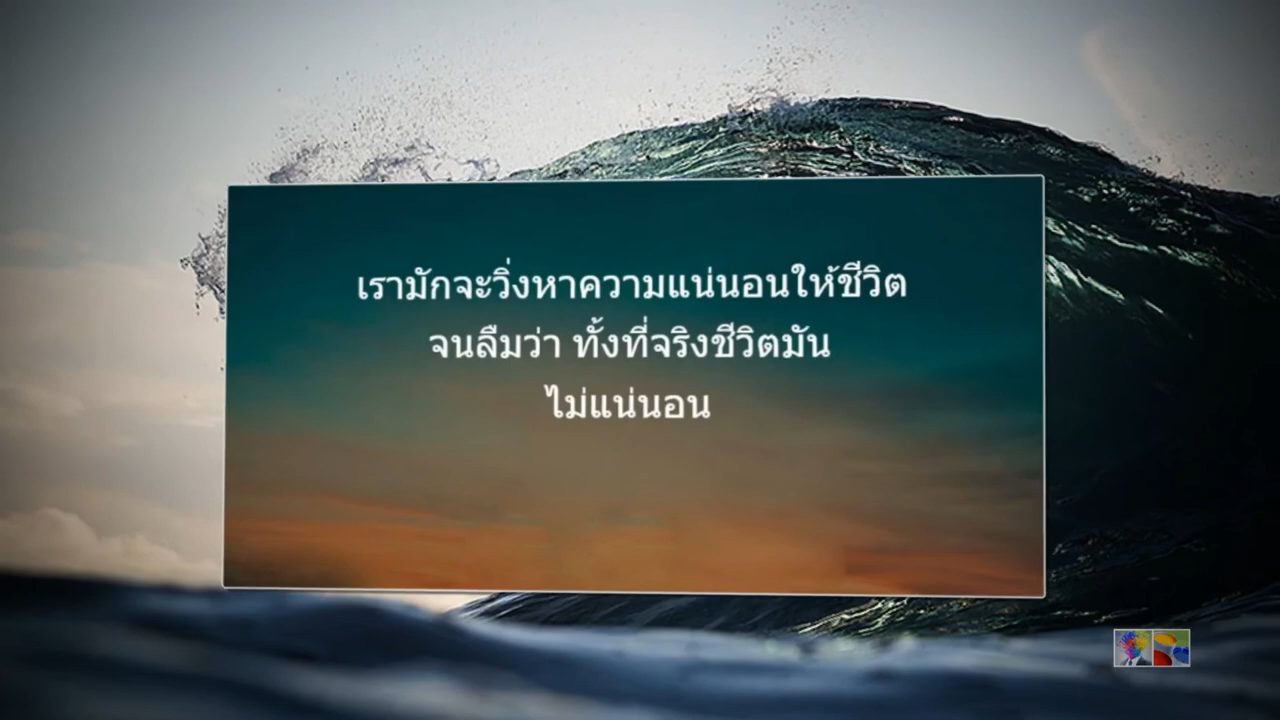 เรามักจะวิ่งหาความแน่นอนให้ชีวิต
จนลืมว่า ทั้งที่จริงชีวิตมัน
ไม่แน่นอน